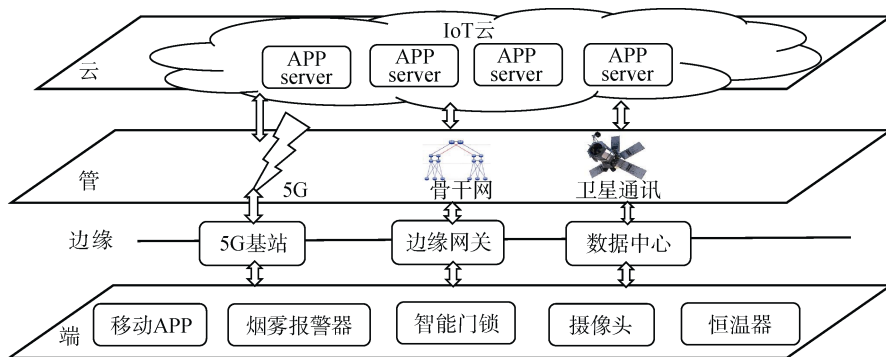 IoT云
APP server
APP server
APP server
APP server
云
管
5G
骨干网
卫星通讯
边缘
5G基站
边缘网关
数据中心
端
移动APP
烟雾报警器
智能门锁
摄像头
恒温器